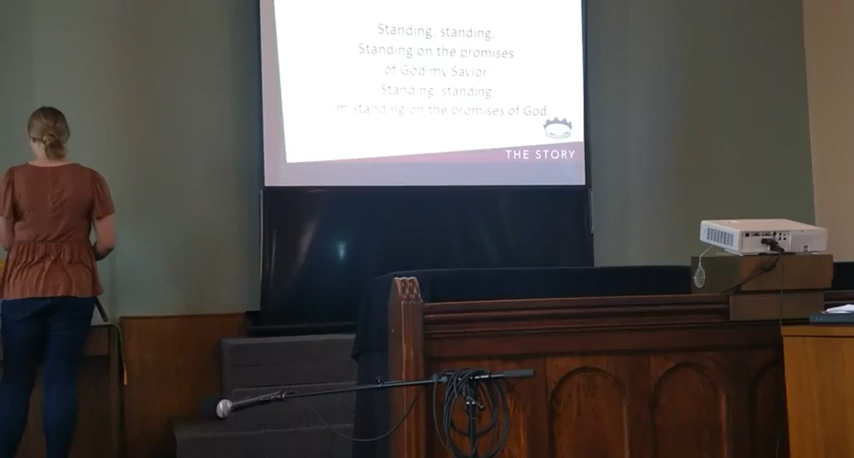 Standing, standing,
Standing on the promises
of God my Savior
Standing, standing
I'm standing on the promises of God
THE STORY